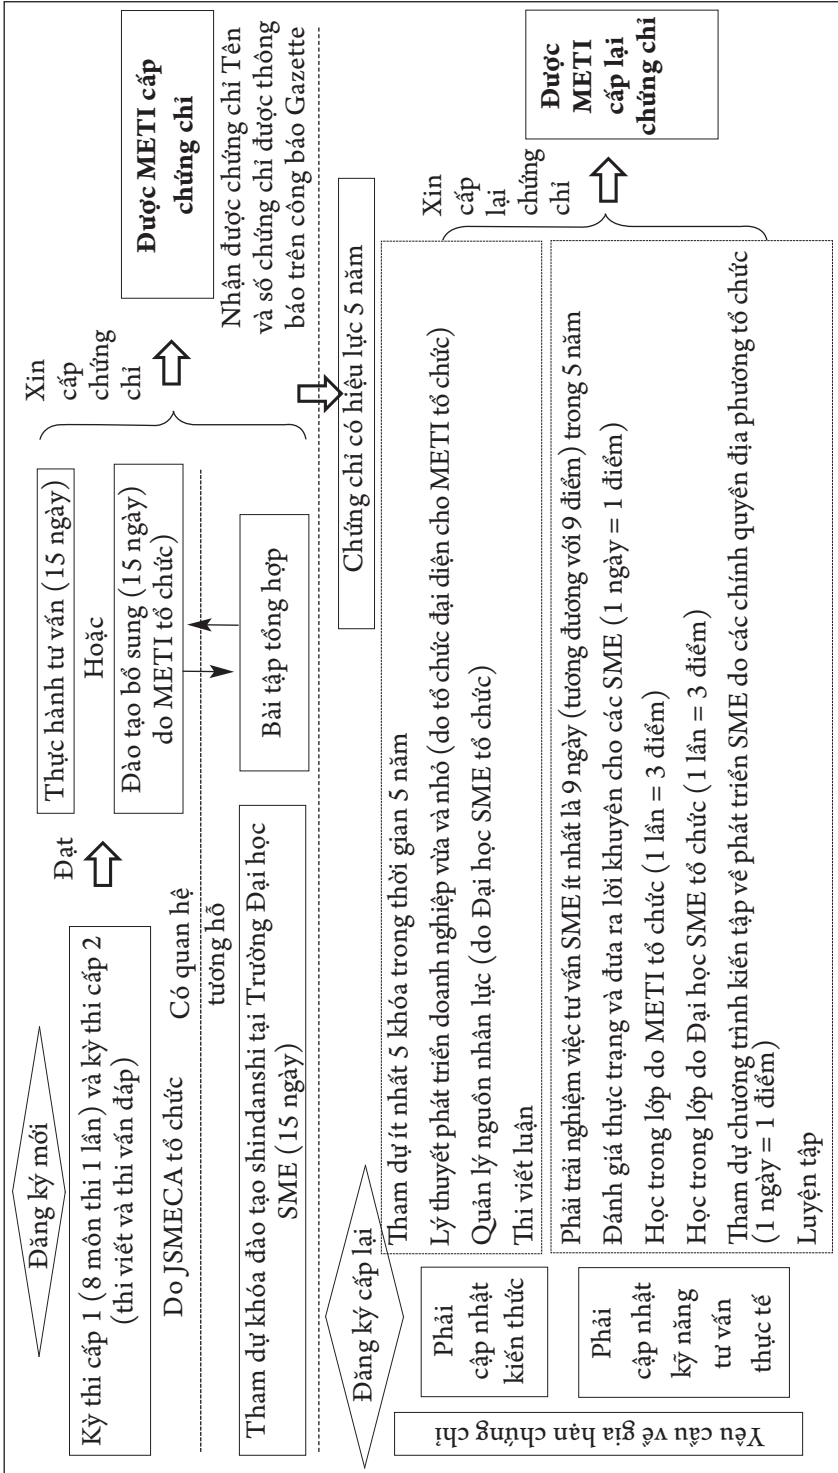 Đăng ký mới
Kỳ thi cấp 1 (8 môn thi 1 lần) và kỳ thi cấp 2
(thi viết và thi vấn đáp)
Do JSMECA tổ chức
Đạt
Thực hành tư vấn (15 ngày)
Hoặc
Đào tạo bổ sung (15 ngày)
do METI tổ chức)
Xin
cấp
chứng
chỉ
Được METI cấp
chứng chỉ
Nhận được chứng chỉ Tên
và số chứng chỉ được thông
báo trên công báo Gazette
Có quan hệ
tương hỗ
Tham dự khóa đào tạo shindanshi tại Trường Đại học
SME (15 ngày)
Bài tập tổng hợp
Chứng chỉ có hiệu lực 5 năm
Đăng ký cấp lại
Yêu cầu về gia hạn chứng chỉ
Phải
cập nhật
kiến thức
Tham dự ít nhất 5 khóa trong thời gian 5 năm
Lý thuyết phát triển doanh nghiệp vừa và nhỏ (do tổ chức đại diện cho METI tổ chức)
Quản lý nguồn nhân lực (do Đại học SME tổ chức)
Thi viết luận
Phải
cập nhật
kỹ năng
tư vấn
thực tế
Phải trải nghiệm việc tư vấn SME ít nhất là 9 ngày (tương đương với 9 điểm) trong 5 năm
Đánh giá thực trạng và đưa ra lời khuyên cho các SME (1 ngày = 1 điểm)
Học trong lớp do METI tổ chức (1 lần = 3 điểm)
Học trong lớp do Đại học SME tổ chức (1 lần = 3 điểm)
Tham dự chương trình kiến tập về phát triển SME do các chính quyền địa phương tổ chức
(1 ngày = 1 điểm)
Luyện tập
Xin
cấp
lại
chứng
chỉ
Được
METI
cấp lại
chứng chỉ